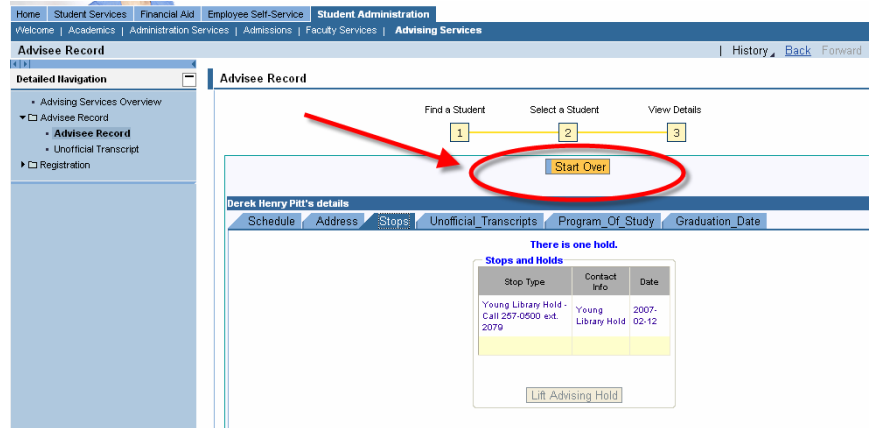 Home Student Services Financial Aid Employee Self-Service Student Administration
Welcome | Academics | Administration Services | Admissions | Faculty Services | Advising Services
Advisee Record | History Back Forward
Detailed Navigation
Advising Services Overview
Advisee Record
Advisee Record
Unofficial Transcript
Registration
Advisee Record
Find a Student Select a Student View Details
1 2 3
Start Over
Derek Henry Pitt's details
Schedule Address Stops Unofficial_Transcripts Program_Of_Study Graduation_Date
There is one hold.
Stops and Holds
Stop Type Contact Info Date
Young Library Hold -
Call 257-0500 ext.
2079
Young
Library Hold
2007-
02-12
Lift Advising Hold